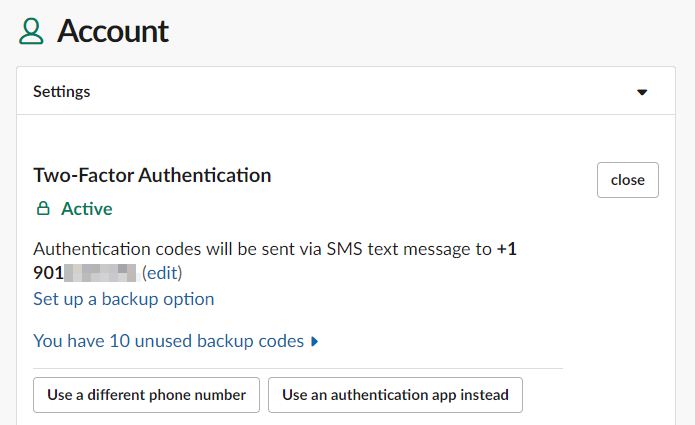 Account
Settings
Two-Factor Authentication
close
Active
Authentication codes will be sent via SMS text message to +1
901 (edit)
Set up a backup option
You have 10 unused backup codes
Use a different phone number
Use an authentication app instead